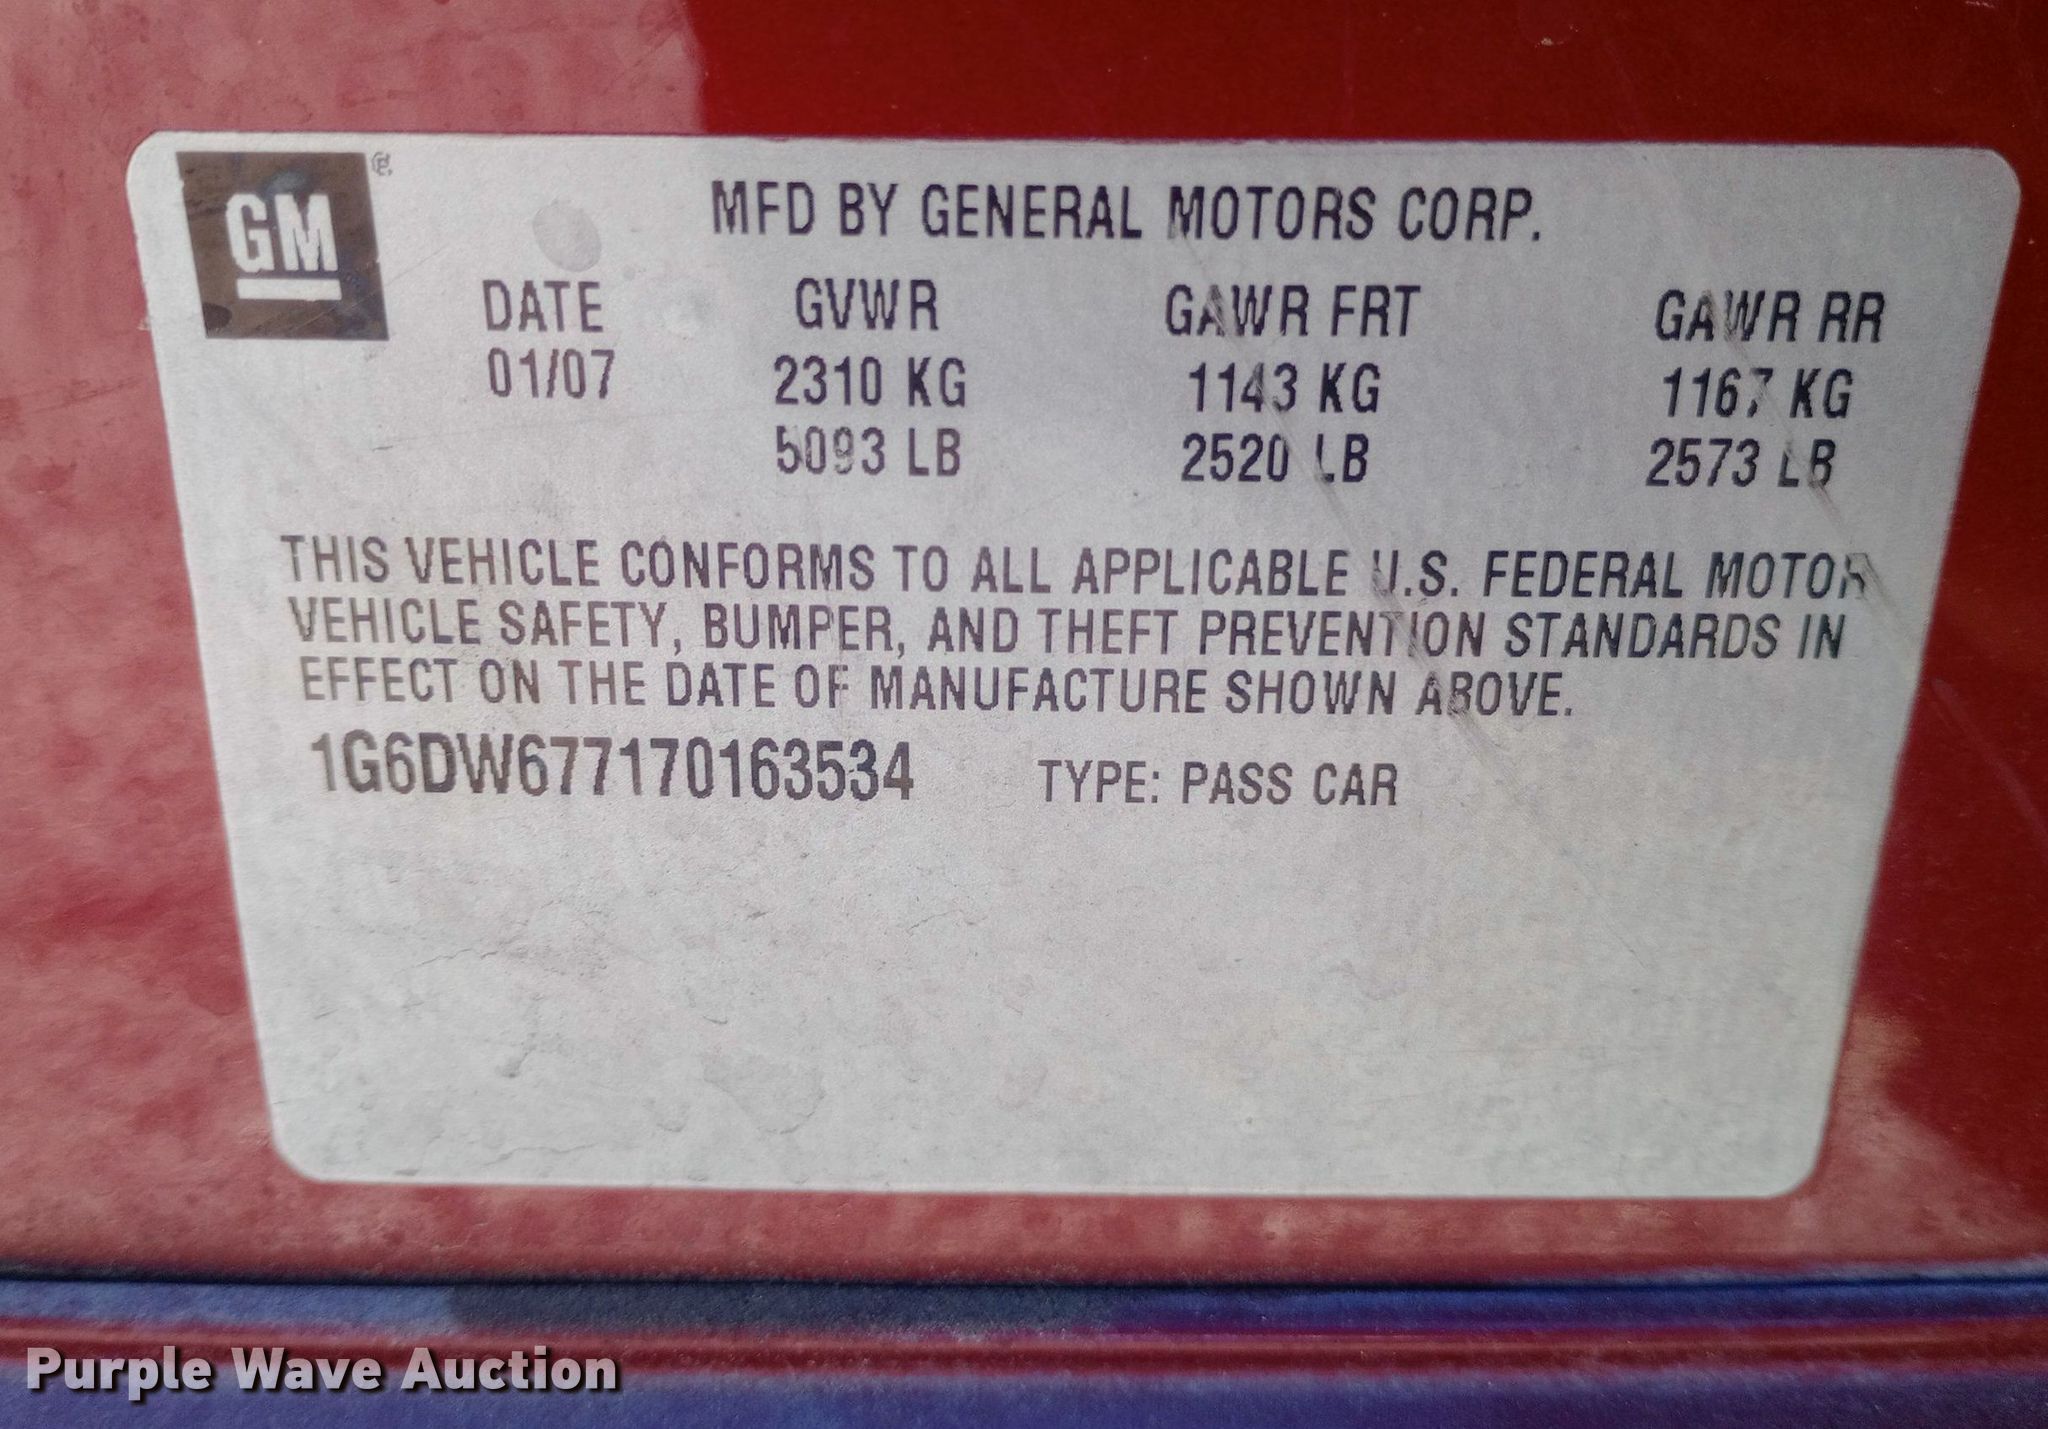 GM
MFD BY GENERAL MOTORS CORP.
DATE GVWR GAWR FRT GAWR RR
01/07 2310 KG 1143 KG 1167 KG
5093 LB 2520 LB 2573 LB
THIS VEHICLE CONFORMS TO ALL APPLICABLE U.S. FEDERAL MOTOR
VEHICLE SAFETY, BUMPER, AND THEFT PREVENTION STANDARDS IN
EFFECT ON THE DATE OF MANUFACTURE SHOWN ABOVE.
1G6DW677170163534 TYPE: PASS CAR
Purple Wave Auction